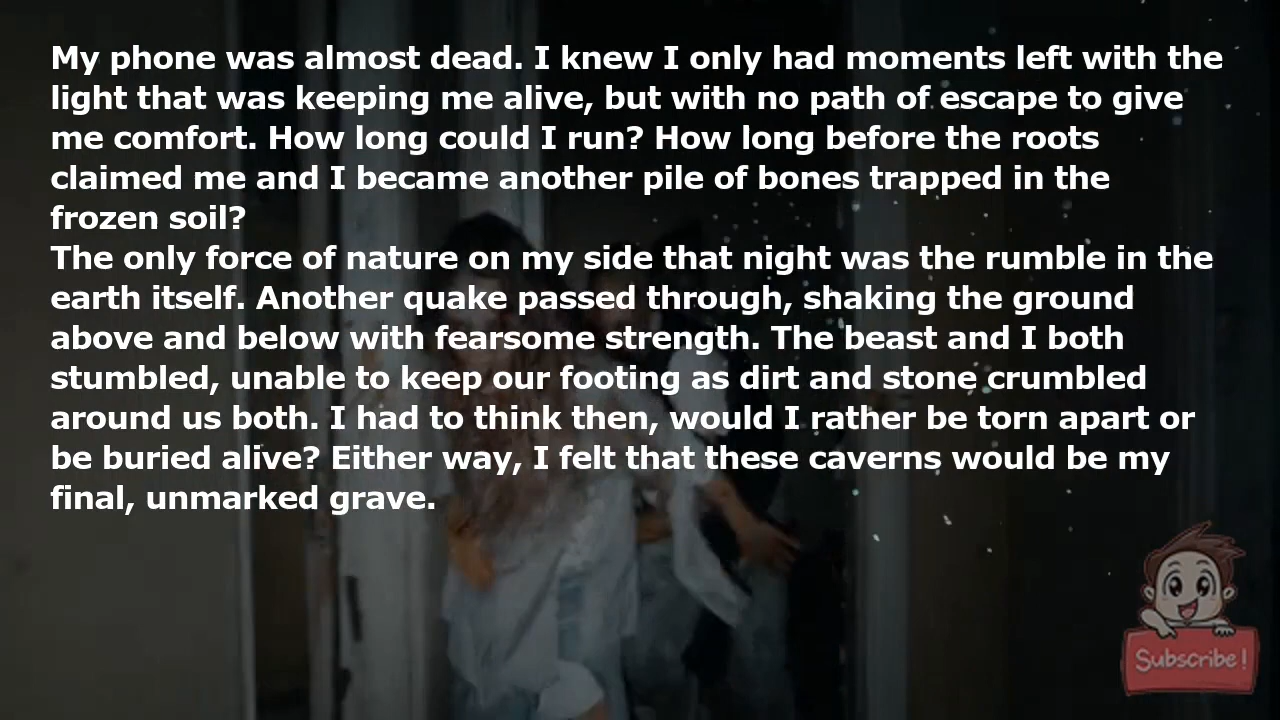 My phone was almost dead. I knew I only had moments left with the
light that was keeping me alive, but with no path of escape to give
me comfort. How long could I run? How long before the roots
claimed me and I became another pile of bones trapped in the
frozen soil?
The only force of nature on my side that night was the rumble in the
earth itself. Another quake passed through, shaking the ground
above and below with fearsome strength. The beast and I both
stumbled, unable to keep our footing as dirt and stone crumbled
around us both. I had to think then, would I rather be torn apart or
be buried alive? Either way, I felt that these caverns would be my
final, unmarked grave.
Subscribe!